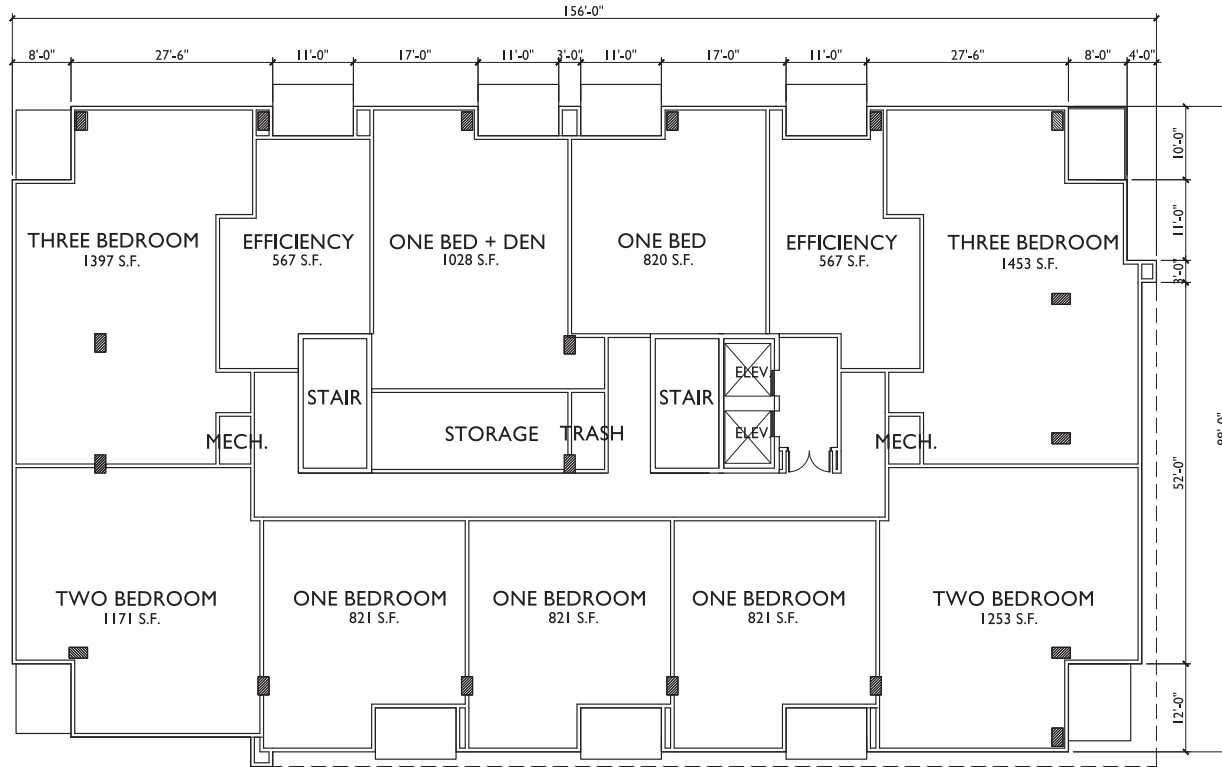 156'-0"
8'-0" 27'-6" 11'-0" 17'-0" 11'-0" 3'-0" 11'-0" 17'-0" 11'-0" 27'-6" 8'-0" 4'-0"
10'-0"
11'-0"
3'-0"
52'-0"
12'-0"
88'-0"
THREE BEDROOM
1397 S.F.
EFFICIENCY
567 S.F.
ONE BED + DEN
1028 S.F.
ONE BED
820 S.F.
EFFICIENCY
567 S.F.
THREE BEDROOM
1453 S.F.
STAIR
STORAGE
TRASH
STAIR
ELEV.
ELEV.
MECH.
MECH.
TWO BEDROOM
1171 S.F.
ONE BEDROOM
821 S.F.
ONE BEDROOM
821 S.F.
ONE BEDROOM
821 S.F.
TWO BEDROOM
1253 S.F.